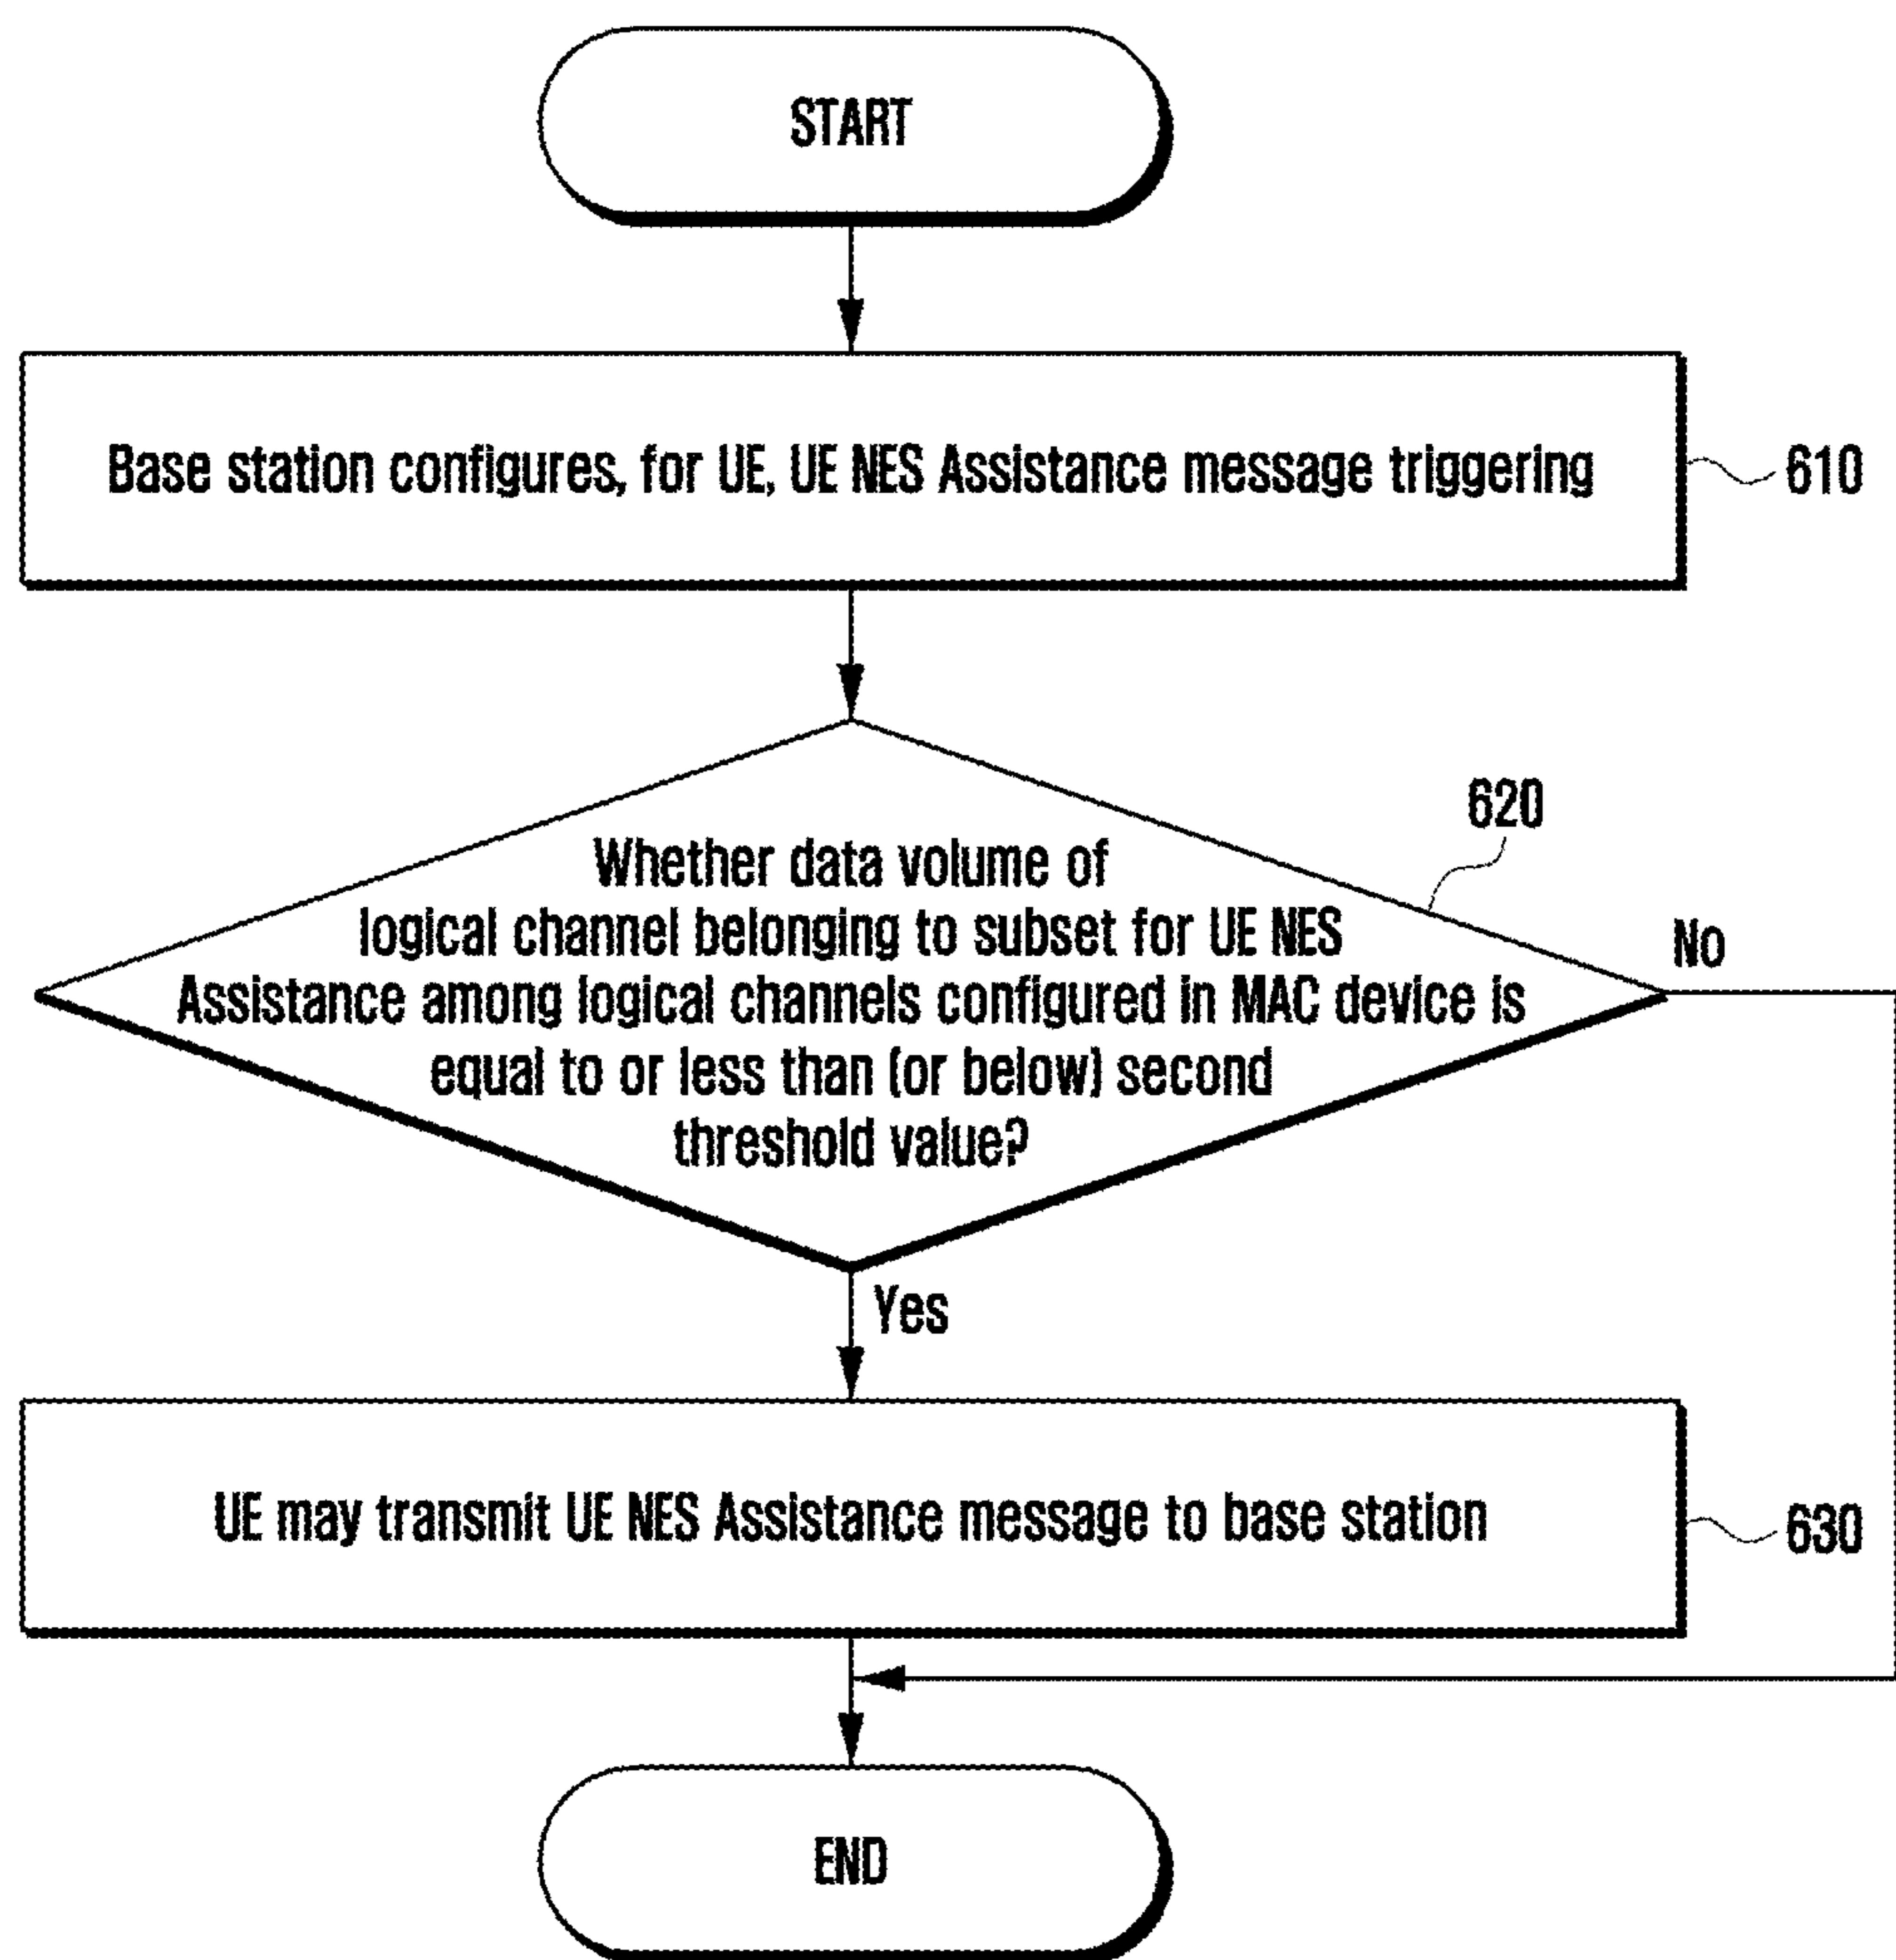 START
Base station configures, for UE, UE NES Assistance message triggering
610
620
Whether data volume of
logical channel belonging to subset for UE NES
Assistance among logical channels configured in MAC device is
equal to or less than (or below) second
threshold value?
No
Yes
UE may transmit UE NES Assistance message to base station
630
END